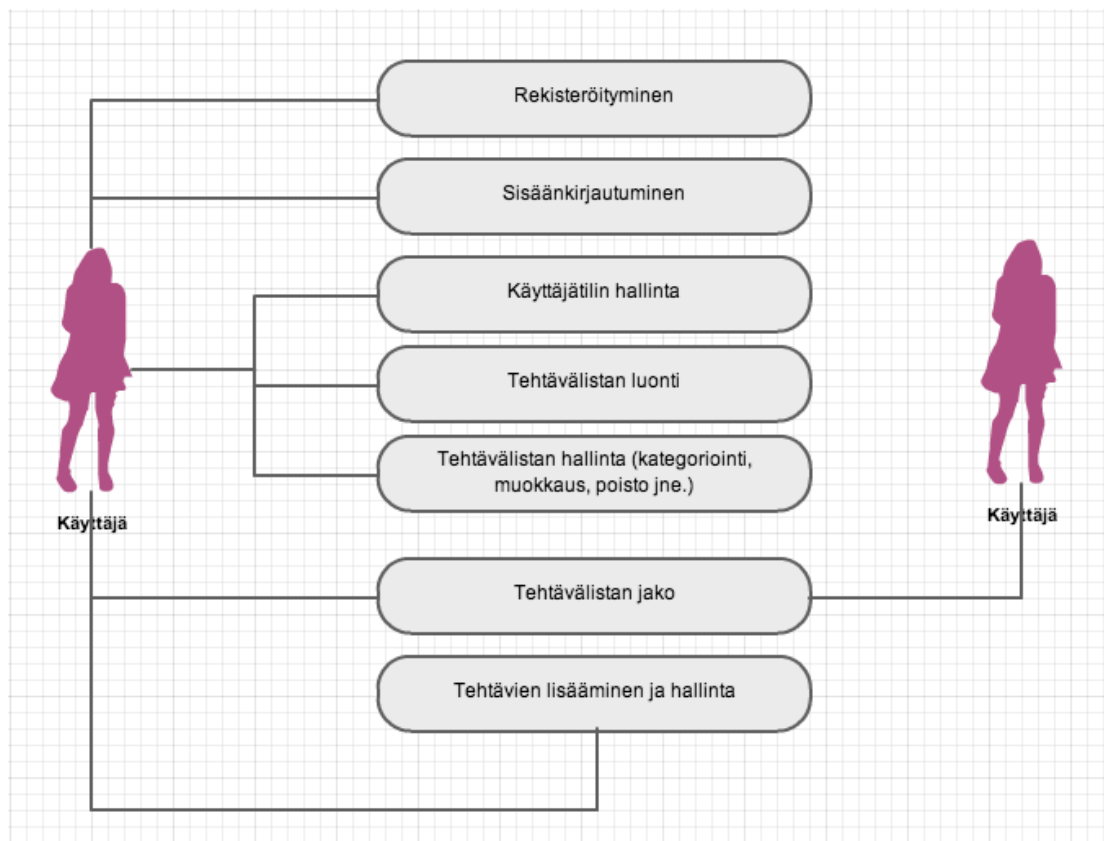 Rekisteröityminen
Sisäänkirjautuminen
Käyttäjätilin hallinta
Tehtävälistan luonti
Tehtävälistan hallinta (kategoriointi,
muokkaus, poisto jne.)
Käyttäjä
Käyttäjä
Tehtävälistan jako
Tehtävien lisääminen ja hallinta